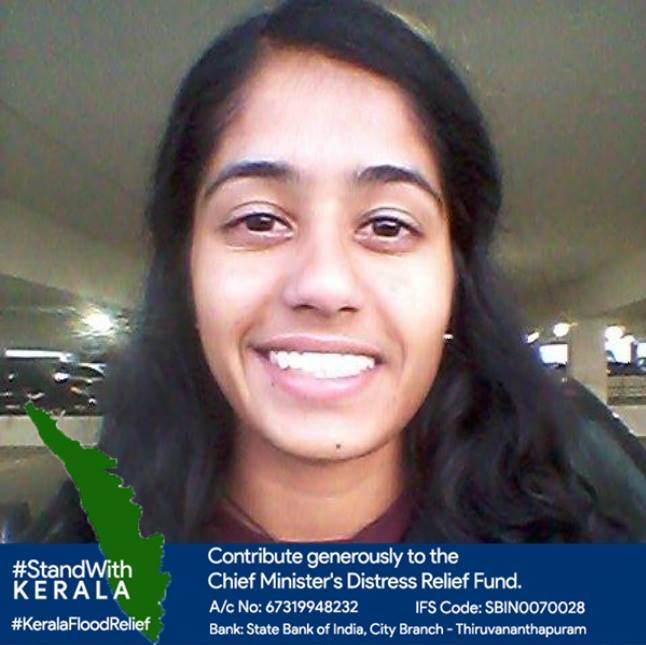 #StandWith
KERALA
#KeralaFloodRelief
Contribute generously to the
Chief Minister's Distress Relief Fund.
A/c No: 67319948232 IFS Code: SBIN0070028
Bank: State Bank of India, City Branch - Thiruvananthapuram